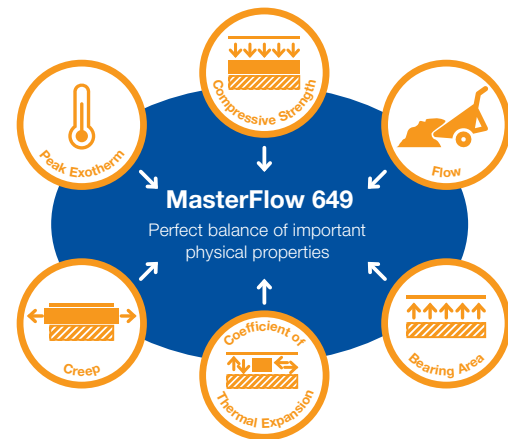 Compressive Strength
Peak Exotherm
Flow
MasterFlow 649
Perfect balance of important
physical properties
Creep
Coefficient of
Thermal Expansion
Bearing Area